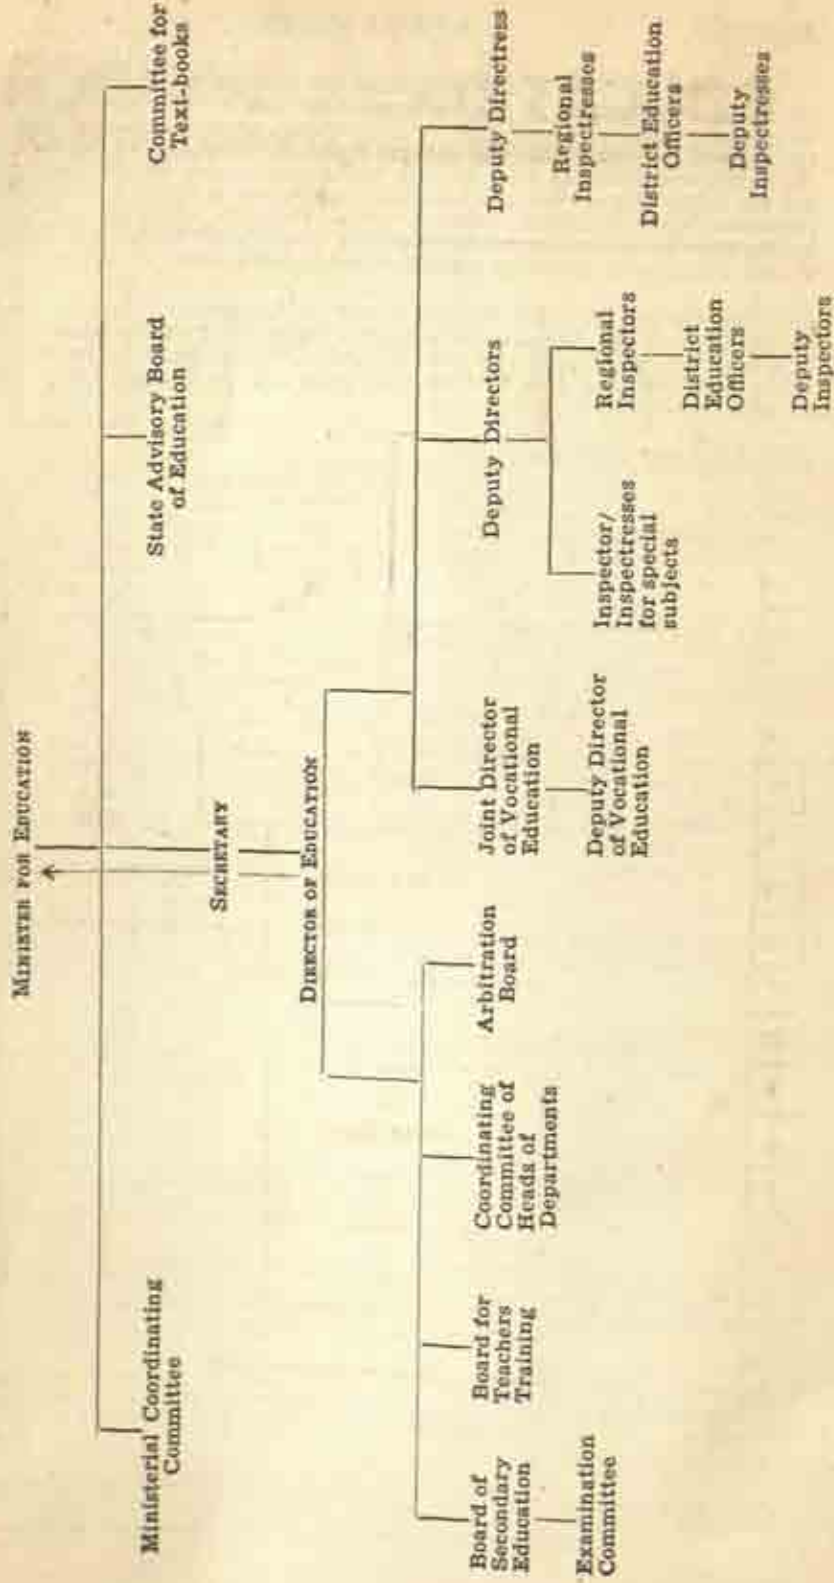 MINISTER FOR EDUCATION
Ministerial Coordinating
Committee
State Advisory Board
of Education
Committee for
Text-books
SECRETARY
DIRECTOR OF EDUCATION
Board of
Secondary
Education
Examination
Committee
Board for
Teachers
Training
Coordinating
Committee of
Heads of
Departments
Arbitration
Board
Joint Director
of Vocational
Education
Deputy Director
of Vocational
Education
Deputy Directors
Inspector/
Inspectresses
for special
subjects
Regional
Inspectors
District
Education
Officers
Deputy
Inspectors
Deputy Directress
Regional
Inspectresses
District Education
Officers
Deputy
Inspectresses